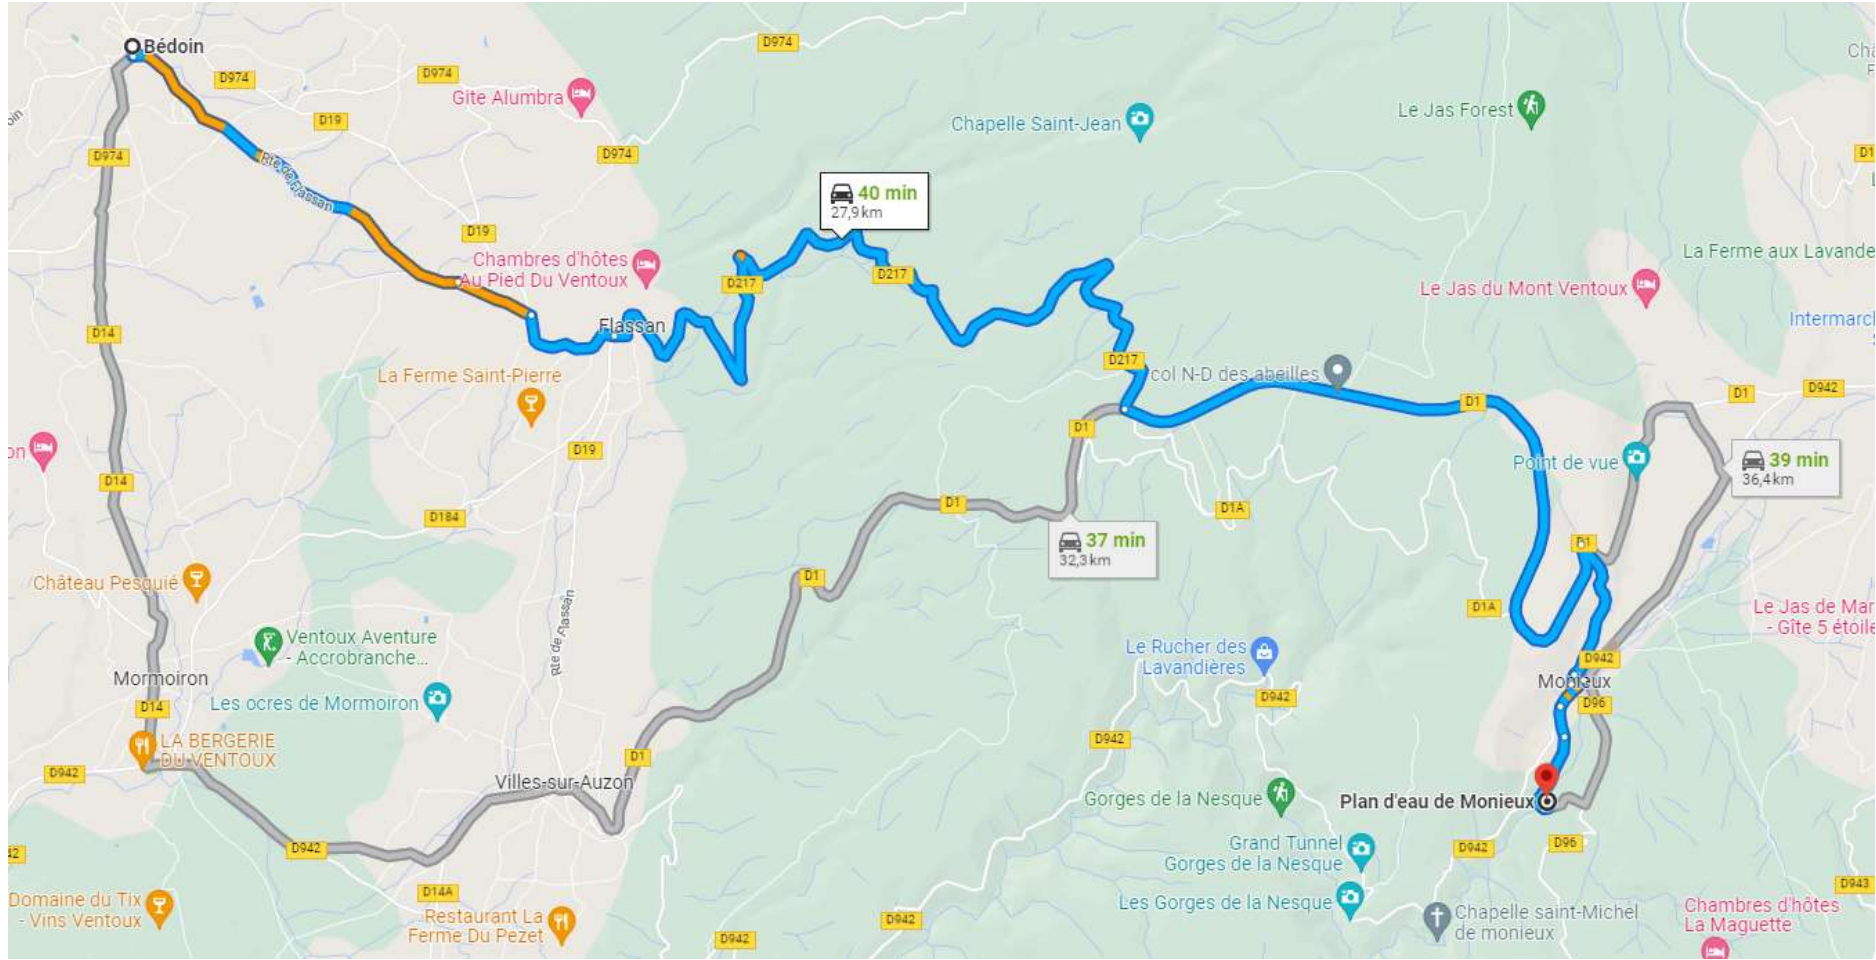 Bédoin
D974
D974
D974
Gite Alumbra
D19
D974
D974
Chapelle Saint-Jean
Le Jas Forest
40 min
27,9 km
Rte de Flassan
D19
Chambres d'hôtes
Au Pied Du Ventoux
D217
D217
La Ferme aux Lavande
Le Jas du Mont Ventoux
Intermarc
D14
Flassan
D217
col N-D des abeilles
La Ferme Saint-Pierre
D1
D1
D942
D1
D19
Point de vue
39 min
36,4 km
D14
D184
D1
D1A
37 min
32,3 km
D1
Château Pesquié
D1
D1A
Le Jas de Mar
- Gîte 5 étoile
Rte de Flassan
Ventoux Aventure
- Accrobranche...
Le Rucher des
Lavandières
D942
Mormoiron
Monieux
Les ocres de Mormoiron
D14
D942
D96
LA BERGERIE
DU VENTOUX
D942
D942
D1
Villes-sur-Auzon
Gorges de la Nesque
Plan d'eau de Monieux
D942
Grand Tunnel
Gorges de la Nesque
D942
D96
D14A
Les Gorges de la Nesque
D943
Domaine du Tix
- Vins Ventoux
Restaurant La
Ferme Du Pezet
D942
D942
Chapelle saint-Michel
de monieux
Chambres d'hôtes
La Maguette